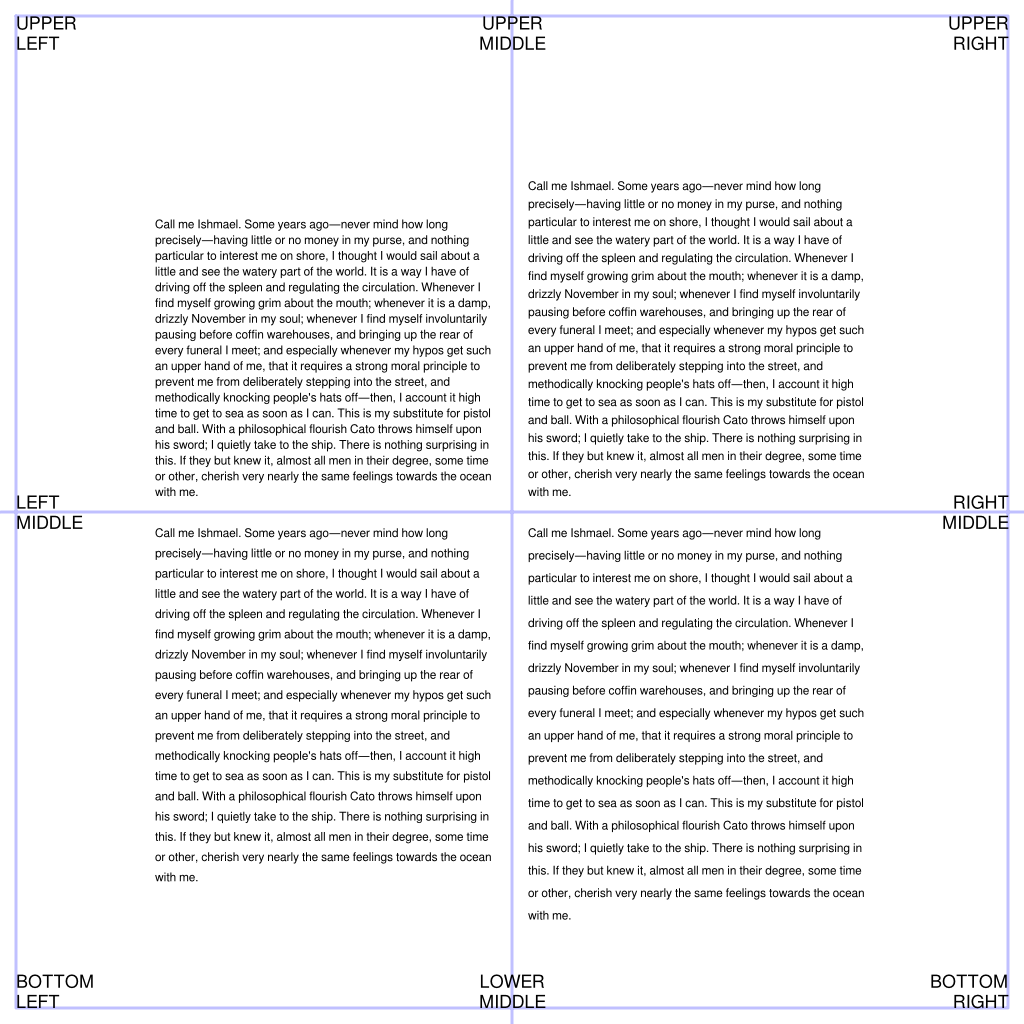 UPPER
LEFT
UPPER
MIDDLE
UPPER
RIGHT
Call me Ishmael. Some years ago—never mind how long
precisely—having little or no money in my purse, and nothing
particular to interest me on shore, I thought I would sail about a
little and see the watery part of the world. It is a way I have of
driving off the spleen and regulating the circulation. Whenever I
find myself growing grim about the mouth; whenever it is a damp,
drizzly November in my soul; whenever I find myself involuntarily
pausing before coffin warehouses, and bringing up the rear of
every funeral I meet; and especially whenever my hypos get such
an upper hand of me, that it requires a strong moral principle to
prevent me from deliberately stepping into the street, and
methodically knocking people's hats off—then, I account it high
time to get to sea as soon as I can. This is my substitute for pistol
and ball. With a philosophical flourish Cato throws himself upon
his sword; I quietly take to the ship. There is nothing surprising in
this. If they but knew it, almost all men in their degree, some time
or other, cherish very nearly the same feelings towards the ocean
with me.
Call me Ishmael. Some years ago—never mind how long
precisely—having little or no money in my purse, and nothing
particular to interest me on shore, I thought I would sail about a
little and see the watery part of the world. It is a way I have of
driving off the spleen and regulating the circulation. Whenever I
find myself growing grim about the mouth; whenever it is a damp,
drizzly November in my soul; whenever I find myself involuntarily
pausing before coffin warehouses, and bringing up the rear of
every funeral I meet; and especially whenever my hypos get such
an upper hand of me, that it requires a strong moral principle to
prevent me from deliberately stepping into the street, and
methodically knocking people's hats off—then, I account it high
time to get to sea as soon as I can. This is my substitute for pistol
and ball. With a philosophical flourish Cato throws himself upon
his sword; I quietly take to the ship. There is nothing surprising in
this. If they but knew it, almost all men in their degree, some time
or other, cherish very nearly the same feelings towards the ocean
with me.
LEFT
MIDDLE
RIGHT
MIDDLE
Call me Ishmael. Some years ago—never mind how long
precisely—having little or no money in my purse, and nothing
particular to interest me on shore, I thought I would sail about a
little and see the watery part of the world. It is a way I have of
driving off the spleen and regulating the circulation. Whenever I
find myself growing grim about the mouth; whenever it is a damp,
drizzly November in my soul; whenever I find myself involuntarily
pausing before coffin warehouses, and bringing up the rear of
every funeral I meet; and especially whenever my hypos get such
an upper hand of me, that it requires a strong moral principle to
prevent me from deliberately stepping into the street, and
methodically knocking people's hats off—then, I account it high
time to get to sea as soon as I can. This is my substitute for pistol
and ball. With a philosophical flourish Cato throws himself upon
his sword; I quietly take to the ship. There is nothing surprising in
this. If they but knew it, almost all men in their degree, some time
or other, cherish very nearly the same feelings towards the ocean
with me.
Call me Ishmael. Some years ago—never mind how long
precisely—having little or no money in my purse, and nothing
particular to interest me on shore, I thought I would sail about a
little and see the watery part of the world. It is a way I have of
driving off the spleen and regulating the circulation. Whenever I
find myself growing grim about the mouth; whenever it is a damp,
drizzly November in my soul; whenever I find myself involuntarily
pausing before coffin warehouses, and bringing up the rear of
every funeral I meet; and especially whenever my hypos get such
an upper hand of me, that it requires a strong moral principle to
prevent me from deliberately stepping into the street, and
methodically knocking people's hats off—then, I account it high
time to get to sea as soon as I can. This is my substitute for pistol
and ball. With a philosophical flourish Cato throws himself upon
his sword; I quietly take to the ship. There is nothing surprising in
this. If they but knew it, almost all men in their degree, some time
or other, cherish very nearly the same feelings towards the ocean
with me.
BOTTOM
LEFT
LOWER
MIDDLE
BOTTOM
RIGHT